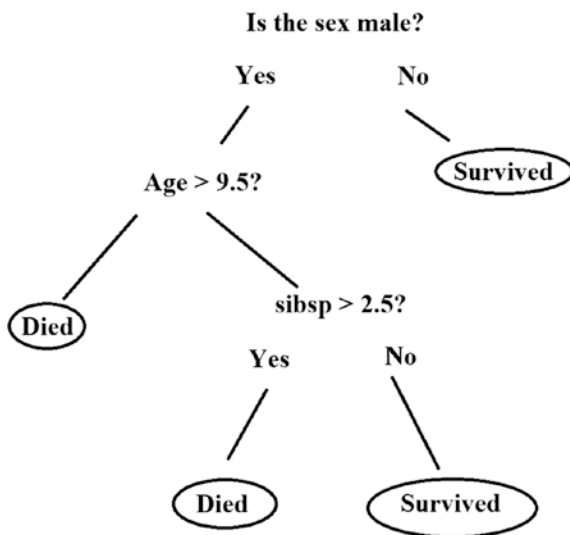 Is the sex male?
Yes No
Age > 9.5?
Survived
Died
sibsp > 2.5?
Yes No
Died
Survived